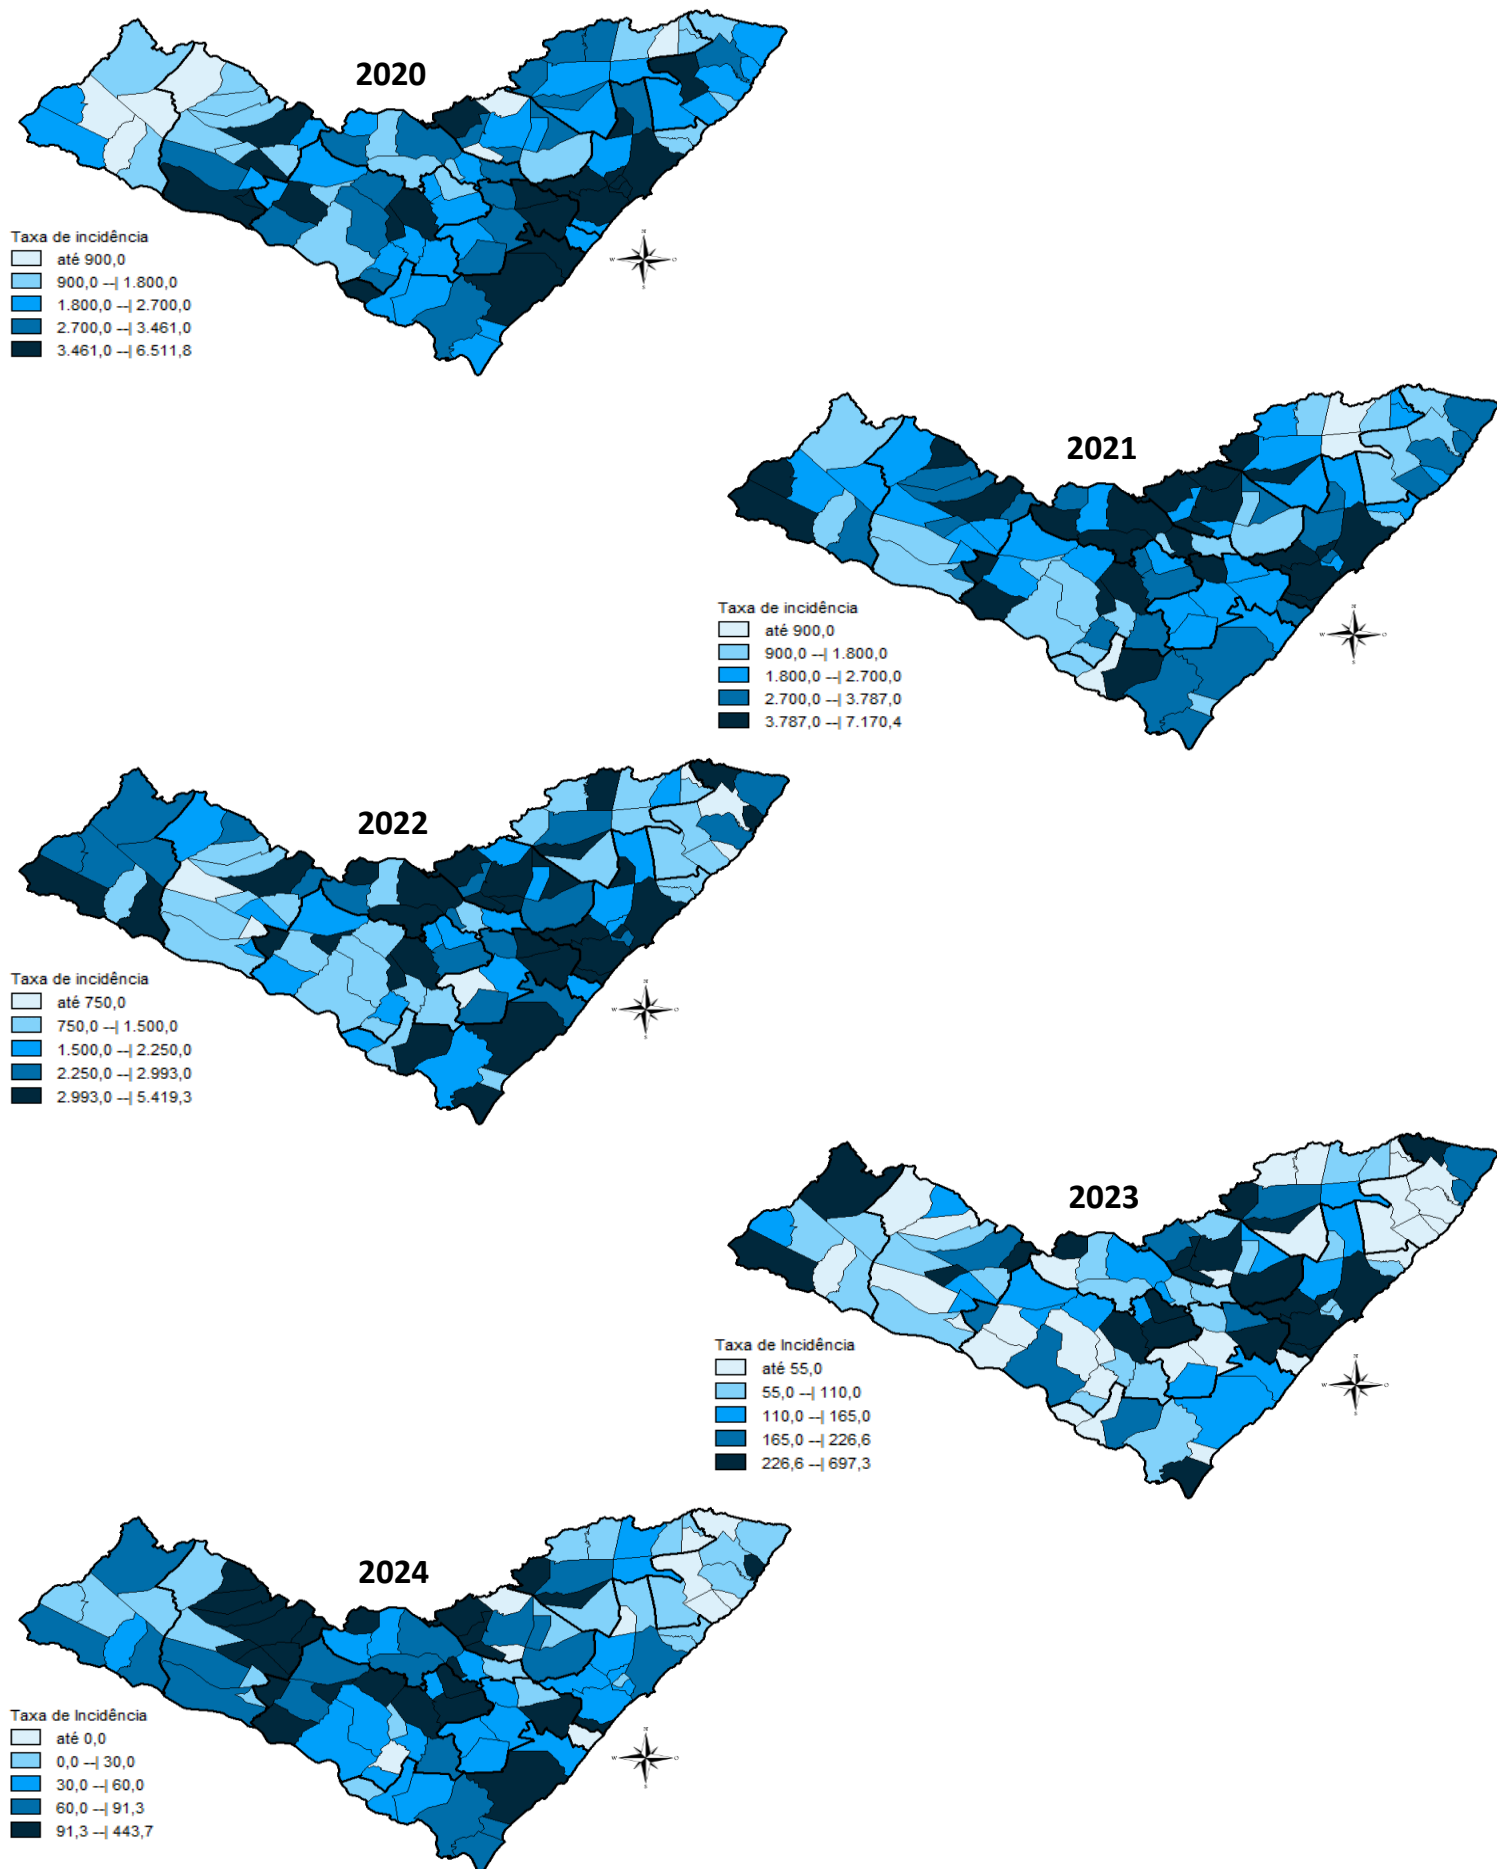 2020
Taxa de incidência
até 900,0
900,0 --| 1.800,0
1.800,0 --| 2.700,0
2.700,0 --| 3.461,0
3.461,0 --| 6.511,8
N
W
O
S
2021
Taxa de incidência
até 900,0
900,0 --| 1.800,0
1.800,0 --| 2.700,0
2.700,0 --| 3.787,0
3.787,0 --| 7.170,4
N
W
O
S
2022
Taxa de incidência
até 750,0
750,0 --| 1.500,0
1.500,0 --| 2.250,0
2.250,0 --| 2.993,0
2.993,0 --| 5.419,3
N
W
O
S
2023
Taxa de Incidência
até 55,0
55,0 --| 110,0
110,0 --| 165,0
165,0 --| 226,6
226,6 --| 697,3
N
W
O
S
2024
Taxa de Incidência
até 0,0
0,0 --| 30,0
30,0 --| 60,0
60,0 --| 91,3
91,3 --| 443,7
N
W
O
S